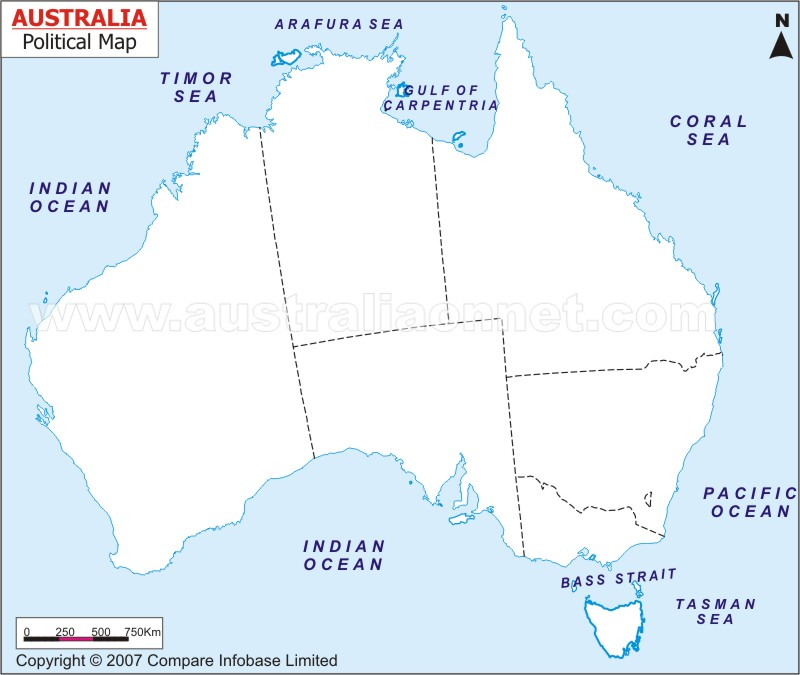 AUSTRALIA
Political Map
ARAFURA SEA
N
TIMOR
SEA
GULF OF
CARPENTRIA
CORAL
SEA
INDIAN
OCEAN
www.australiaonnet.com
PACIFIC
OCEAN
INDIAN
OCEAN
BASS STRAIT
TASMAN
SEA
0 250 500 750Km
Copyright © 2007 Compare Infobase Limited